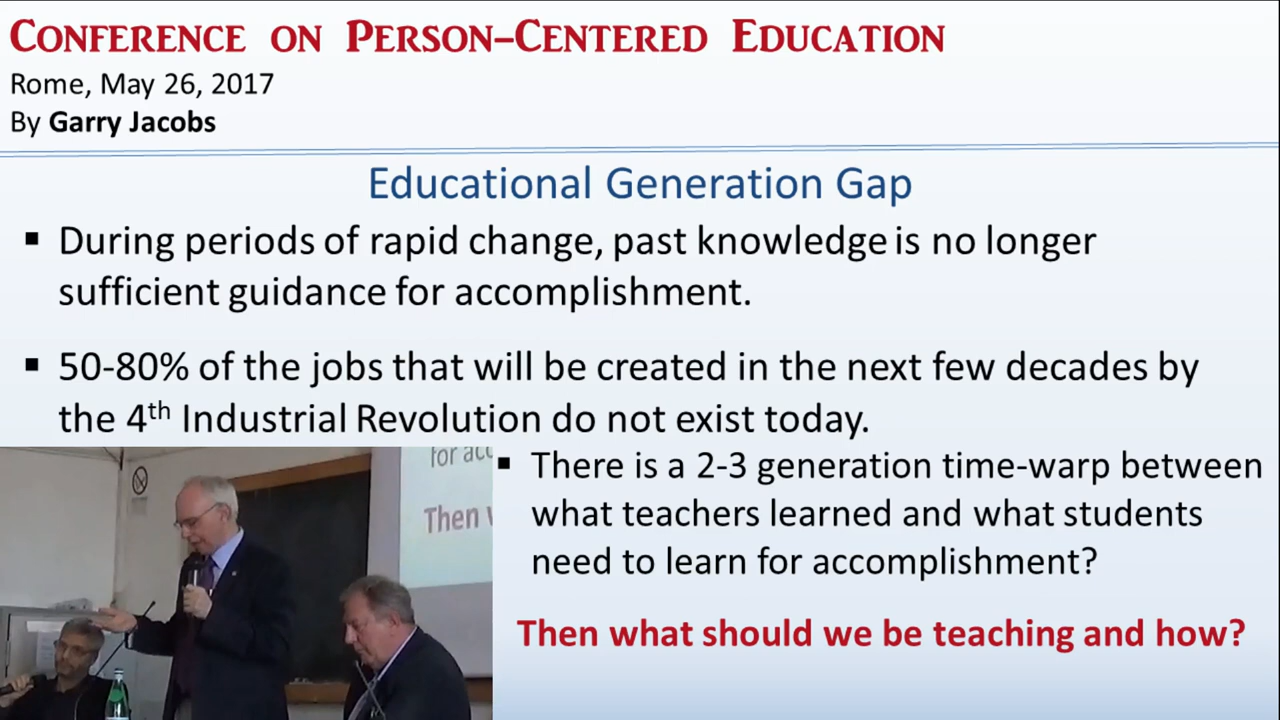 Conference on Person-Centered Education
Rome, May 26, 2017
By Garry Jacobs
Educational Generation Gap
▪ During periods of rapid change, past knowledge is no longer
sufficient guidance for accomplishment.
▪ 50-80% of the jobs that will be created in the next few decades by
the 4th Industrial Revolution do not exist today.
▪ There is a 2-3 generation time-warp between
what teachers learned and what students
need to learn for accomplishment?
Then what should we be teaching and how?
for acc
Then